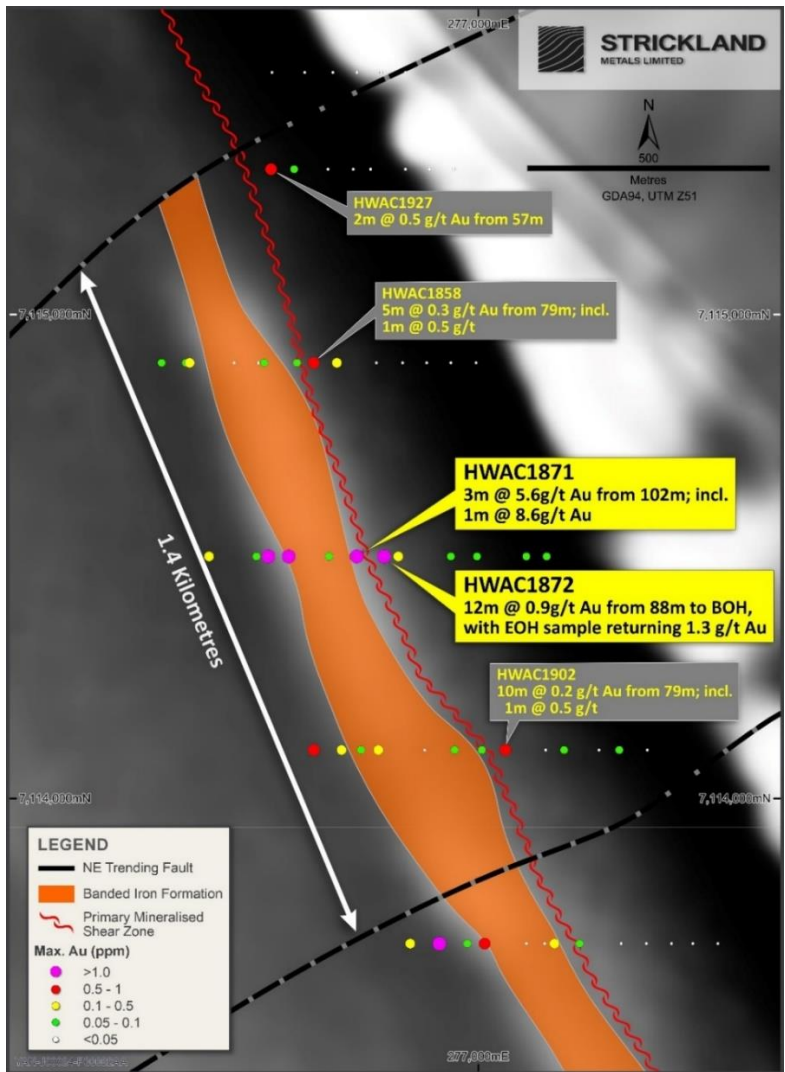 277,000mE
STRICKLAND
METALS LIMITED
N
500
Metres
GDA94, UTM Z51
HWAC1927
2m @ 0.5 g/t Au from 57m
HWAC1858
5m @ 0.3 g/t Au from 79m; incl.
1m @ 0.5 g/t
7,115,000mN
7,115,000mN
HWAC1871
3m @ 5.6g/t Au from 102m; incl.
1m @ 8.6g/t Au
1.4 Kilometres
HWAC1872
12m @ 0.9g/t Au from 88m to BOH,
with EOH sample returning 1.3 g/t Au
HWAC1902
10m @ 0.2 g/t Au from 79m; incl.
1m @ 0.5 g/t
7,114,000mN
7,114,000mN
LEGEND
NE Trending Fault
Banded Iron Formation
Primary Mineralised
Shear Zone
Max. Au (ppm)
>1.0
0.5 - 1
0.1 - 0.5
0.05 - 0.1
<0.05
277,000mE